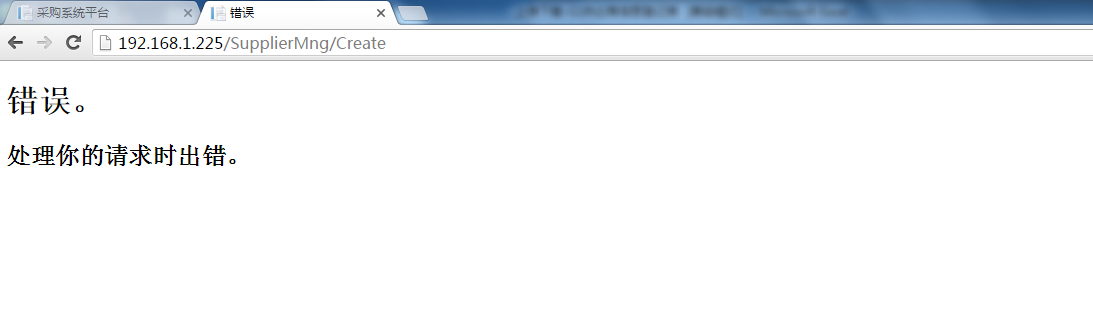 采购系统平台
错误
192.168.1.225/SupplierMng/Create
错误。
处理你的请求时出错。